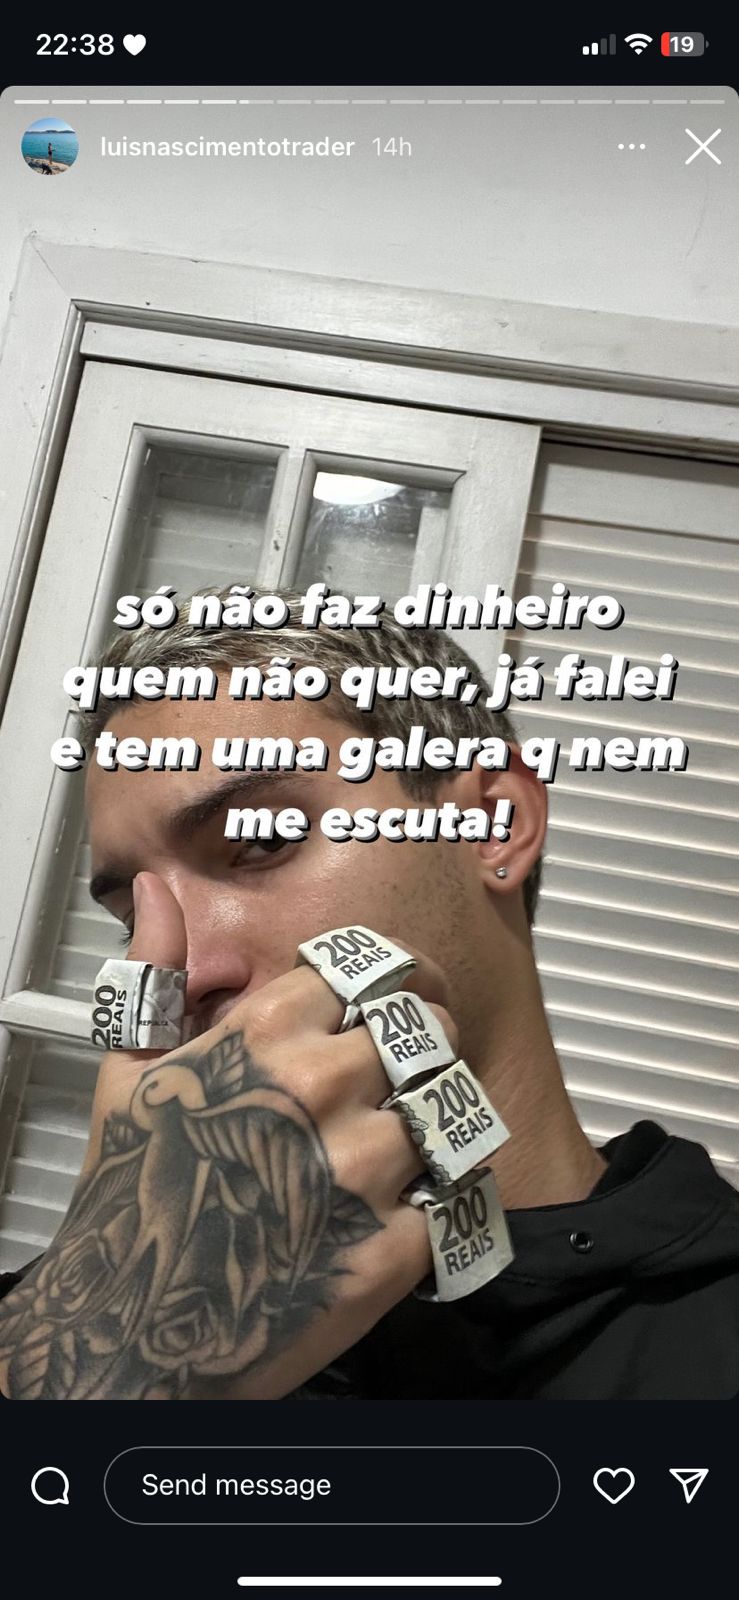 22:38
19
luisnascimentotrader 14h
só não faz dinheiro
quem não quer, já falei
e tem uma galera q nem
me escuta!
200
REAIS
200
REAIS
REPÚBLICA
200
REAIS
200
REAIS
200
REAIS
Send message